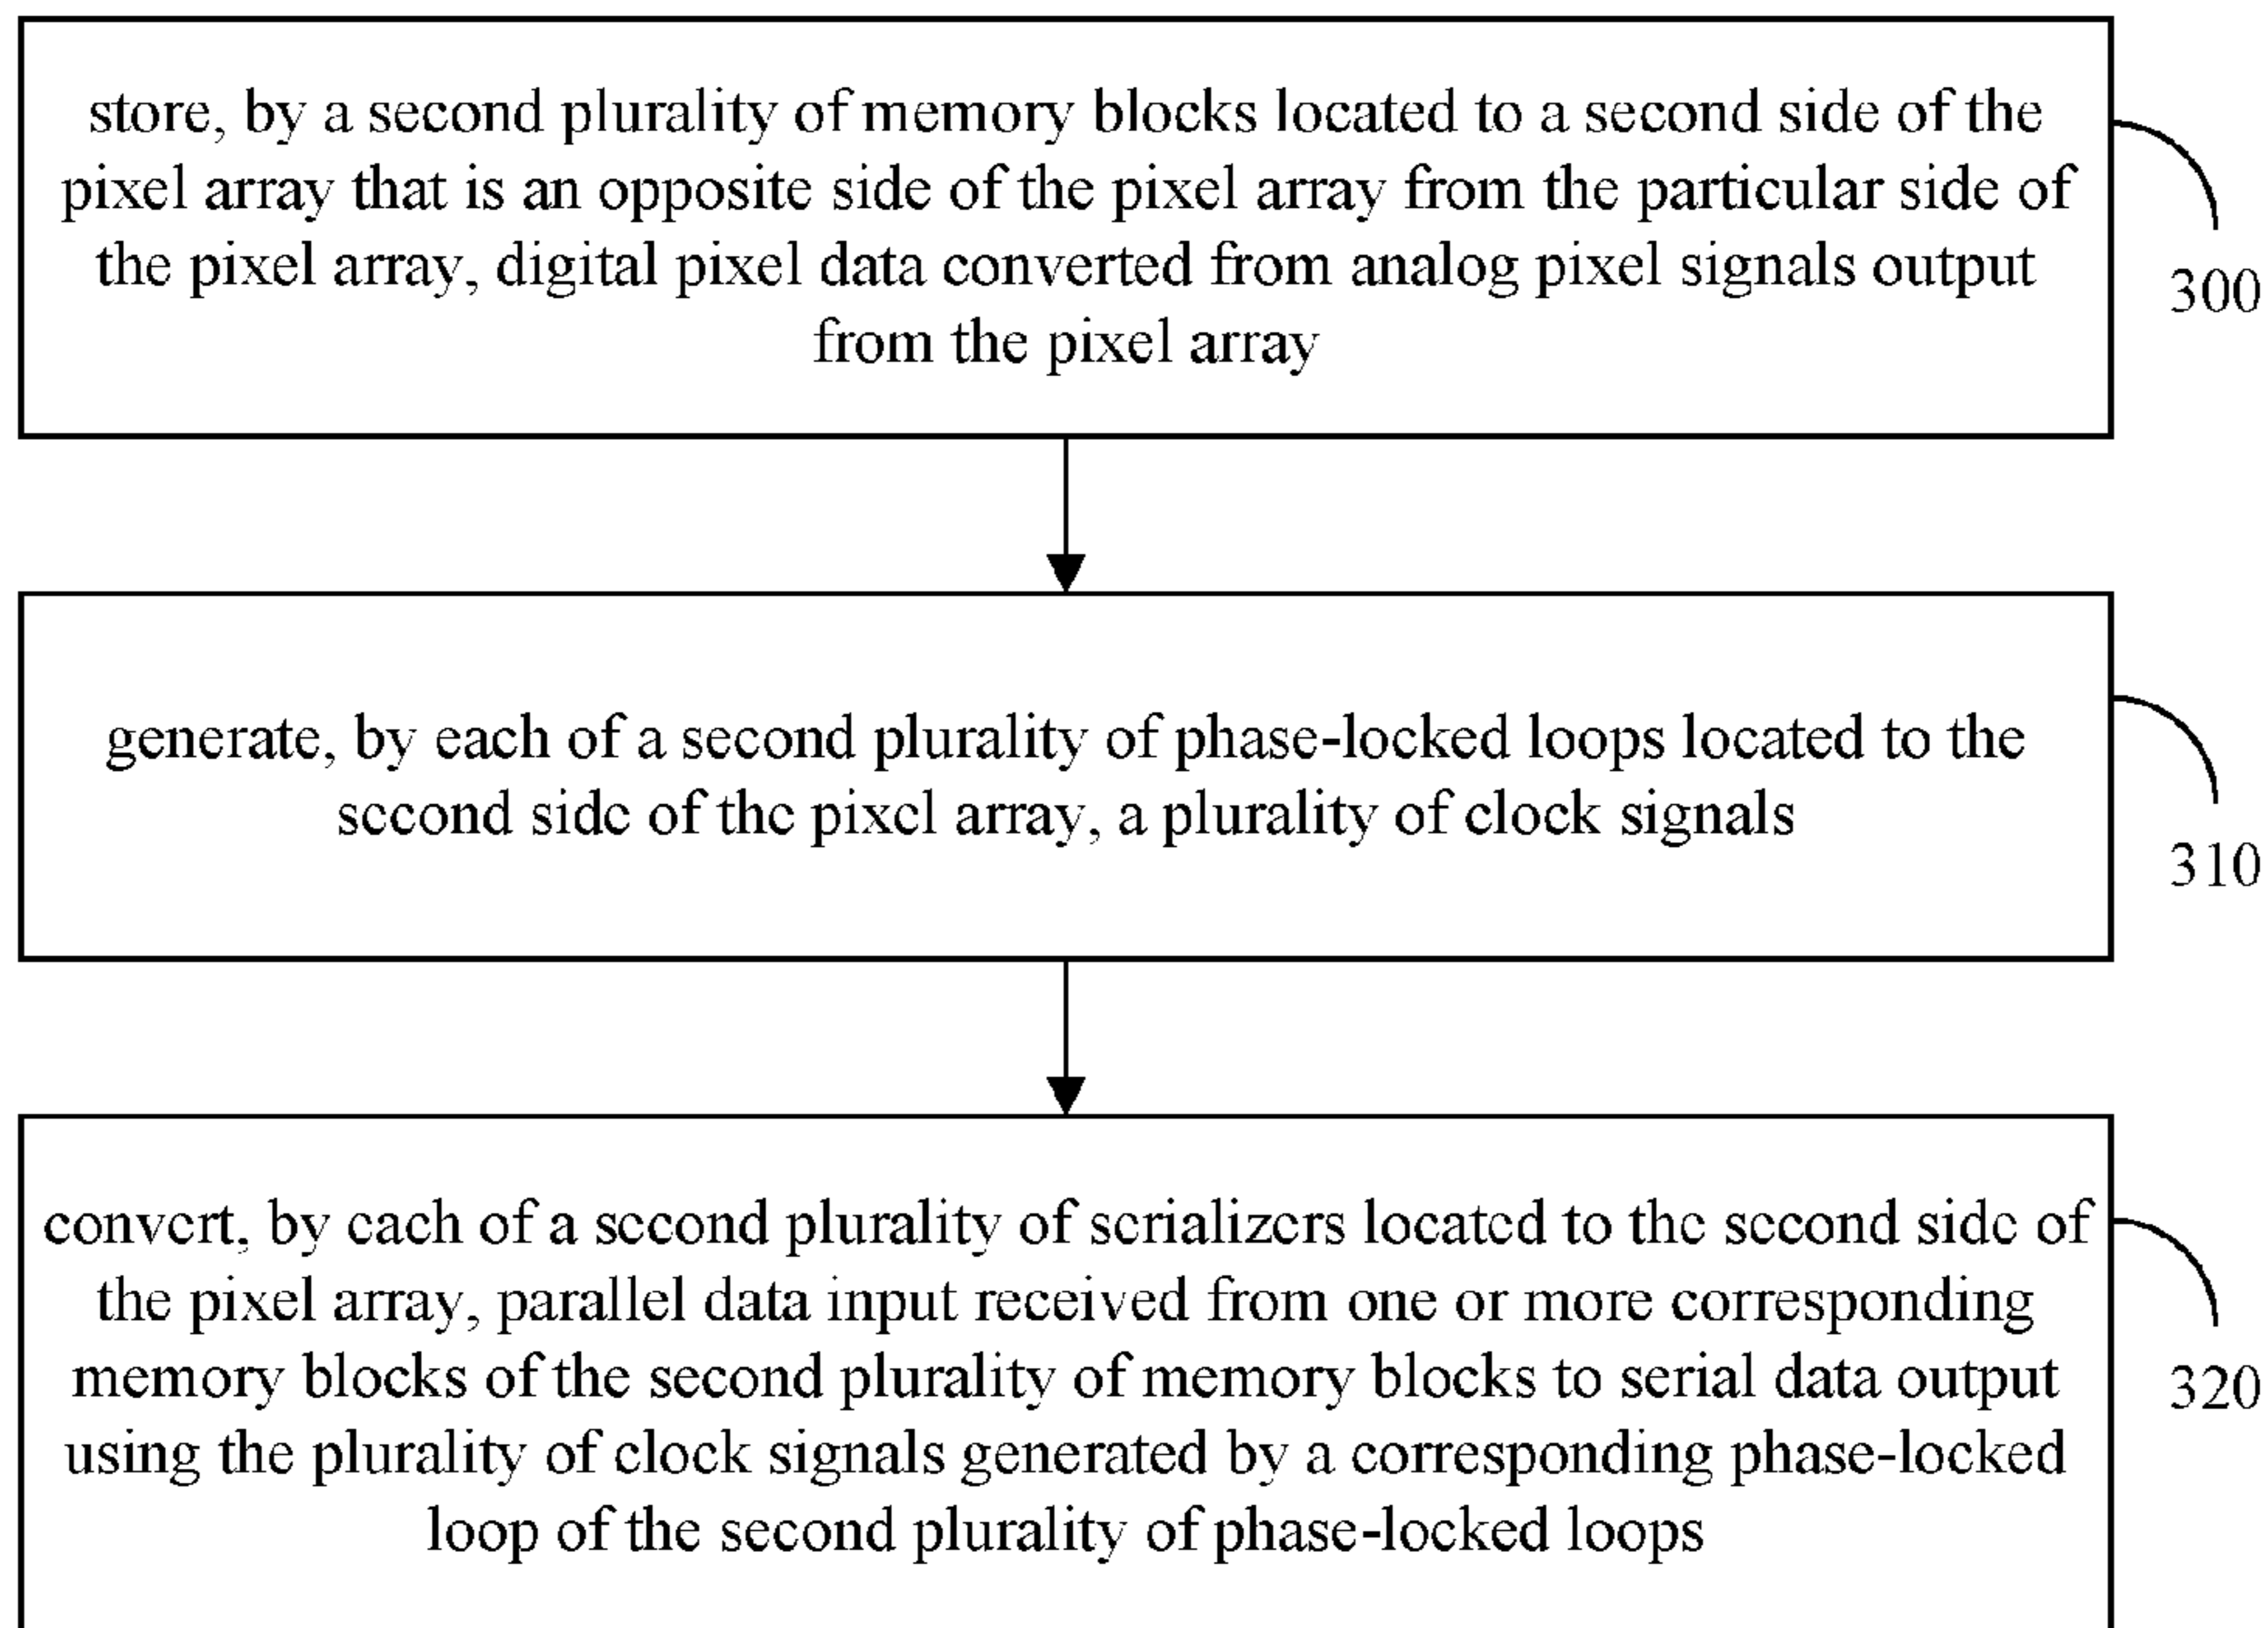 store, by a second plurality of memory blocks located to a second side of the
pixel array that is an opposite side of the pixel array from the particular side of
the pixel array, digital pixel data converted from analog pixel signals output
from the pixel array
300
generate, by each of a second plurality of phase-locked loops located to the
second side of the pixel array, a plurality of clock signals
310
convert, by each of a second plurality of serializers located to the second side of
the pixel array, parallel data input received from one or more corresponding
memory blocks of the second plurality of memory blocks to serial data output
using the plurality of clock signals generated by a corresponding phase-locked
loop of the second plurality of phase-locked loops
320